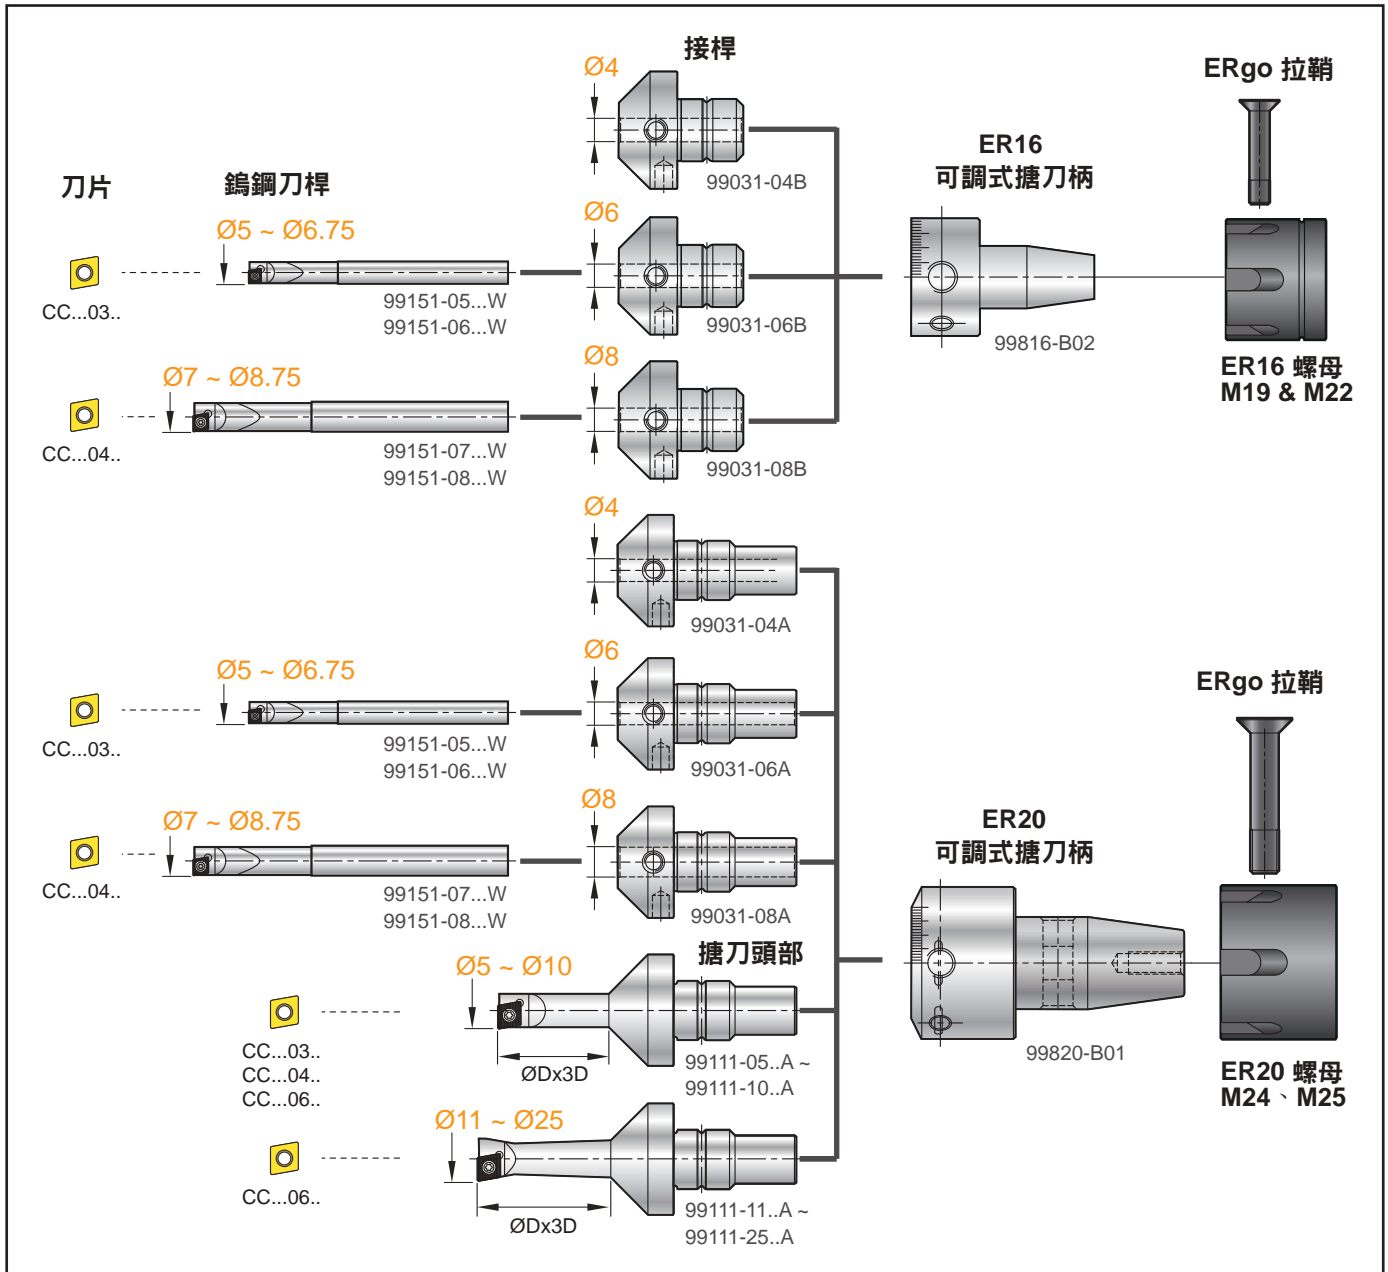 接桿
ERgo 拉鞘
Ø4
ER16
可調式搪刀柄
99031-04B
刀片
鎢鋼刀桿
Ø5 ~ Ø6.75
Ø6
CC...03..
99151-05...W
99151-06...W
99031-06B
99816-B02
ER16 螺母
M19 & M22
Ø7 ~ Ø8.75
Ø8
CC...04..
99151-07...W
99151-08...W
99031-08B
Ø4
99031-04A
Ø5 ~ Ø6.75
Ø6
ERgo 拉鞘
CC...03..
99151-05...W
99151-06...W
99031-06A
Ø7 ~ Ø8.75
Ø8
ER20
可調式搪刀柄
CC...04..
99151-07...W
99151-08...W
99031-08A
搪刀頭部
Ø5 ~ Ø10
CC...03..
CC...04..
CC...06..
ØDx3D
99111-05..A ~
99111-10..A
99820-B01
ER20 螺母
M24、M25
Ø11 ~ Ø25
CC...06..
ØDx3D
99111-11..A ~
99111-25..A